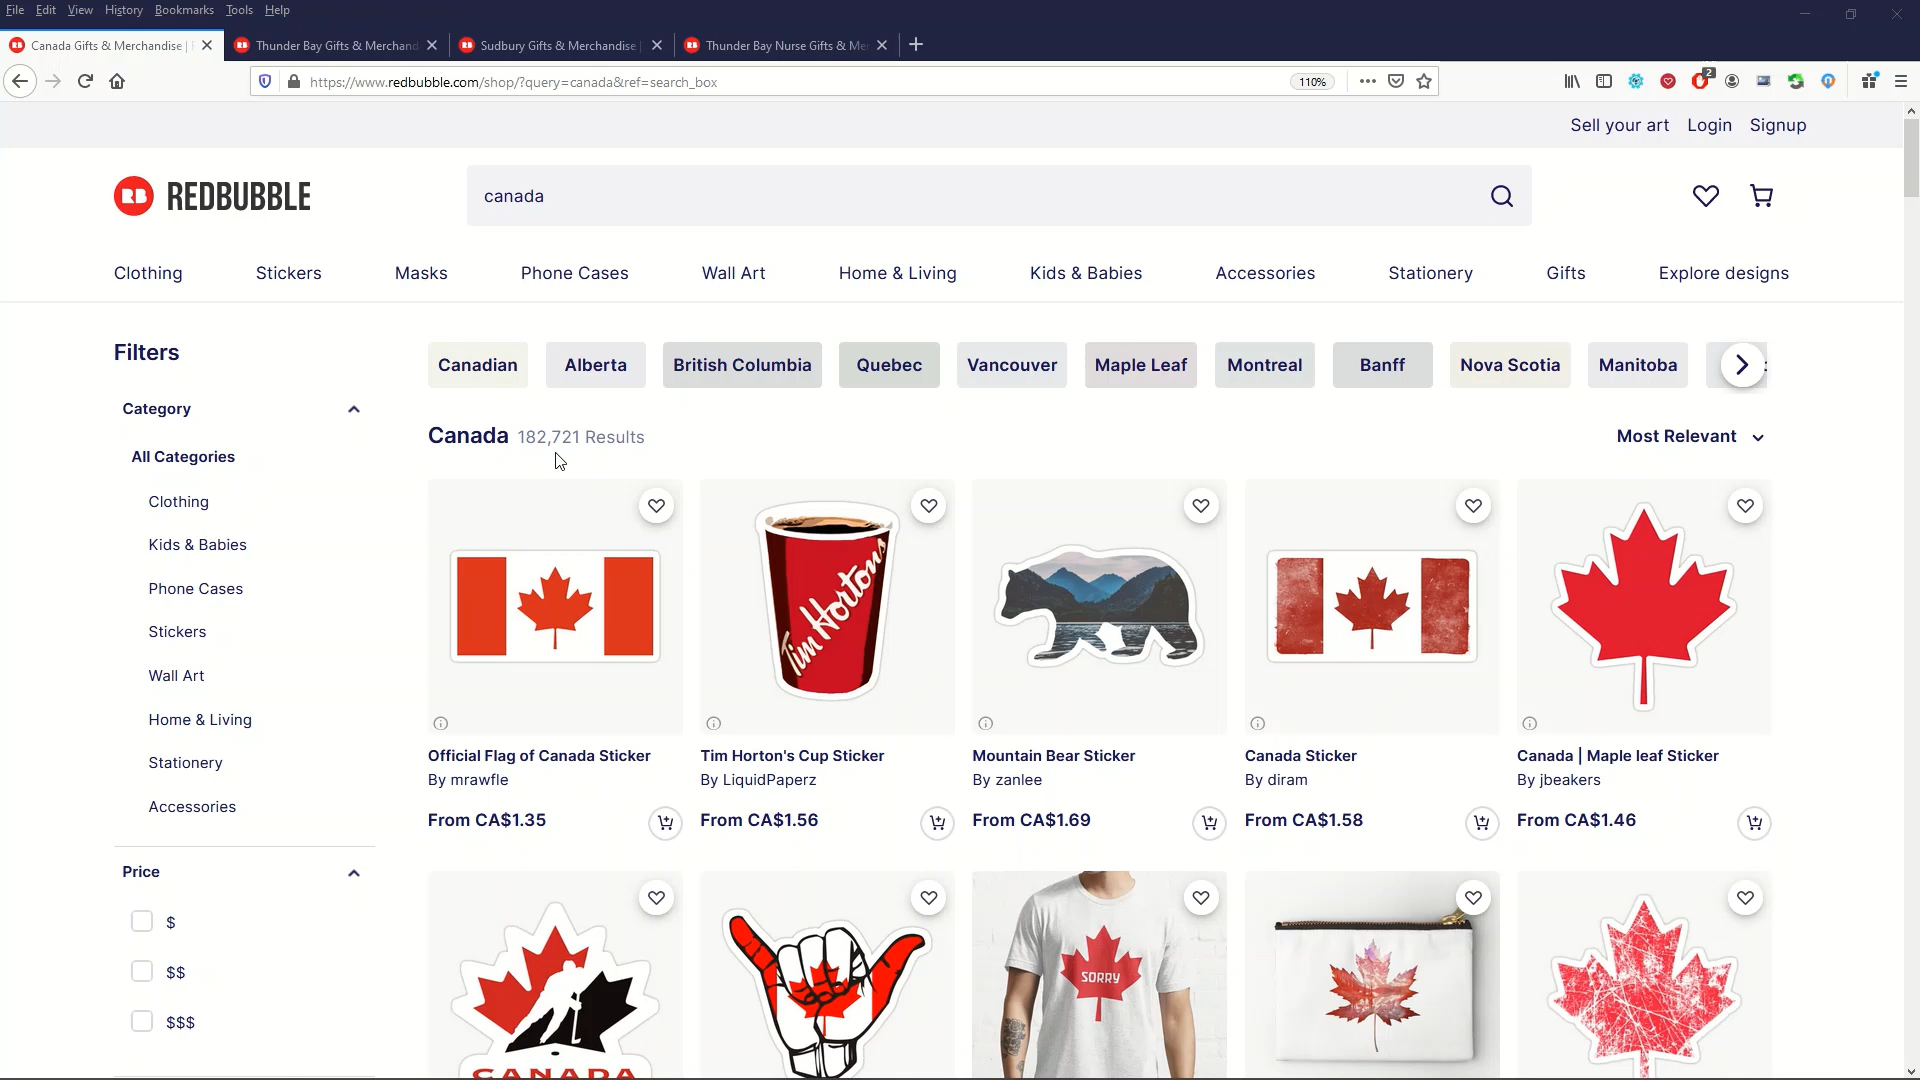 File Edit View History Bookmarks Tools Help
Canada Gifts & Merchandise |
Thunder Bay Gifts & Merchand
Sudbury Gifts & Merchandise
Thunder Bay Nurse Gifts & Me
https://www.redbubble.com/shop/?query=canada&ref=search_box
110%
2
Sell your art Login Signup
RB REDBUBBLE
canada
Clothing Stickers Masks Phone Cases Wall Art Home & Living Kids & Babies Accessories Stationery Gifts Explore designs
Filters
Canadian Alberta British Columbia Quebec Vancouver Maple Leaf Montreal Banff Nova Scotia Manitoba
Category
Canada 182,721 Results
Most Relevant
All Categories
Clothing
Kids & Babies
Phone Cases
Stickers
Wall Art
Home & Living
Stationery
Accessories
Price
$
$$
$$$
Tim Hortons
Official Flag of Canada Sticker
By mrawfle
From CA$1.35
Tim Horton's Cup Sticker
By LiquidPaperz
From CA$1.56
Mountain Bear Sticker
By zanlee
From CA$1.69
Canada Sticker
By diram
From CA$1.58
Canada | Maple leaf Sticker
By jbeakers
From CA$1.46
CANADA
SORRY